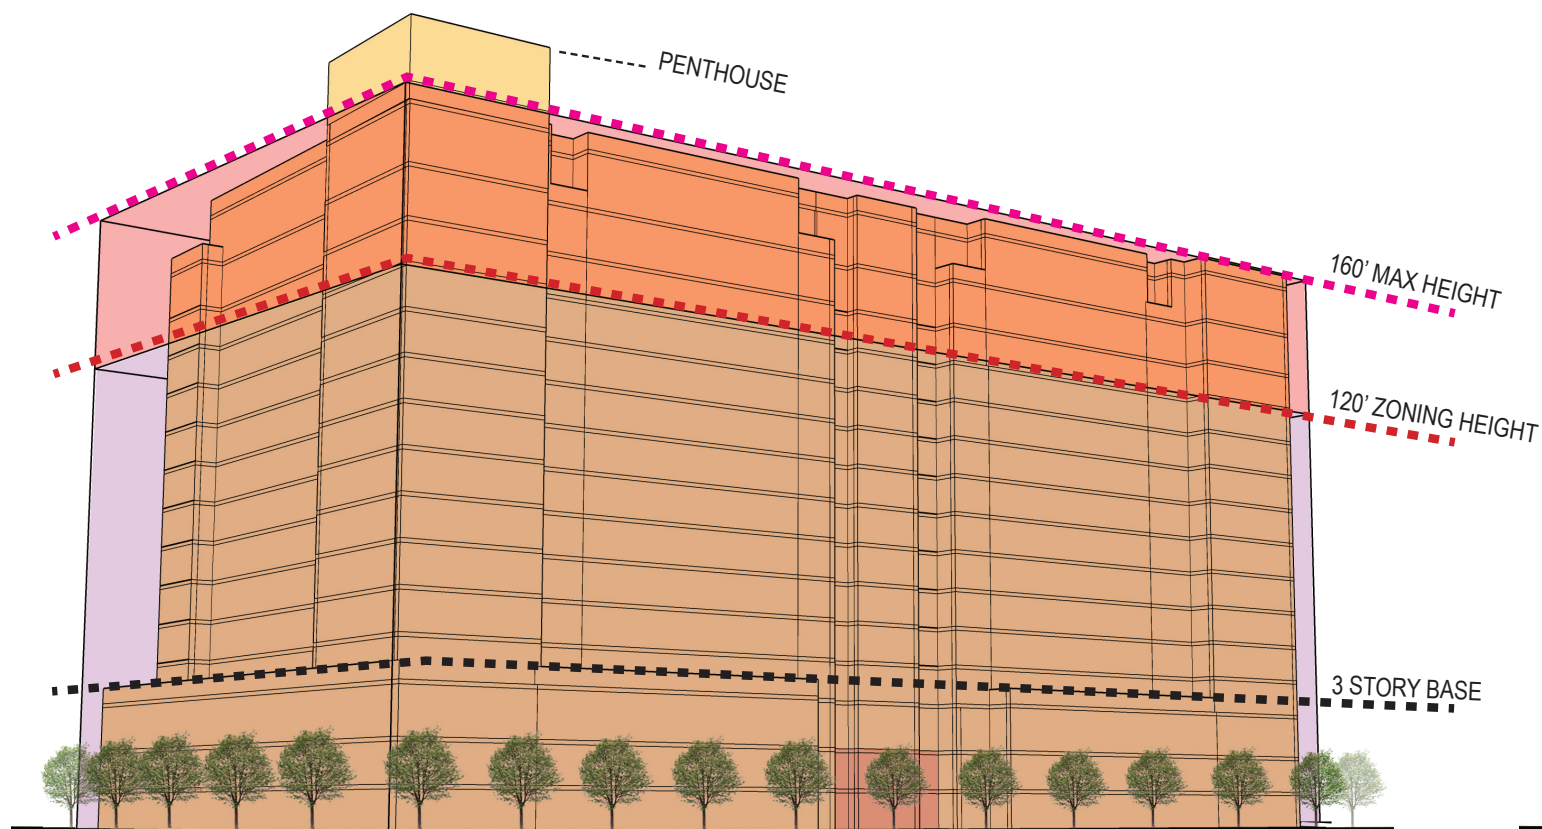 PENTHOUSE
160’ MAX HEIGHT
120’ ZONING HEIGHT
3 STORY BASE